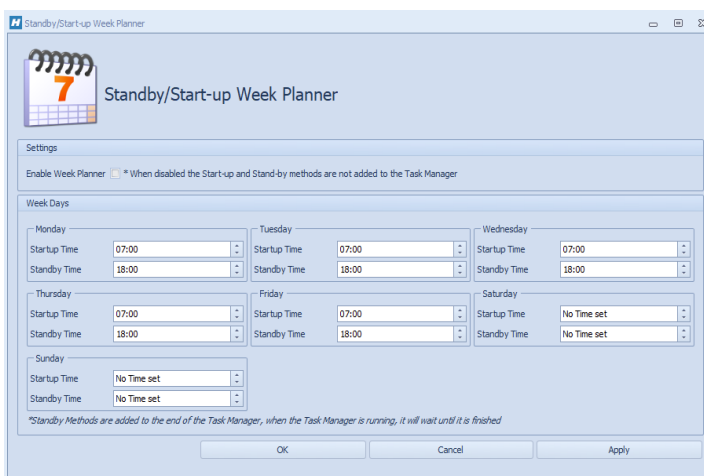 H Standby/Start-up Week Planner
7
Standby/Start-up Week Planner
Settings
Enable Week Planner * When disabled the Start-up and Stand-by methods are not added to the Task Manager
Week Days
Monday Tuesday Wednesday
Startup Time 07:00 Startup Time 07:00 Startup Time 07:00
Standby Time 18:00 Standby Time 18:00 Standby Time 18:00
Thursday Friday Saturday
Startup Time 07:00 Startup Time 07:00 Startup Time No Time set
Standby Time 18:00 Standby Time 18:00 Standby Time No Time set
Sunday
Startup Time No Time set
Standby Time No Time set
*Standby Methods are added to the end of the Task Manager, when the Task Manager is running, it will wait until it is finished
OK Cancel Apply